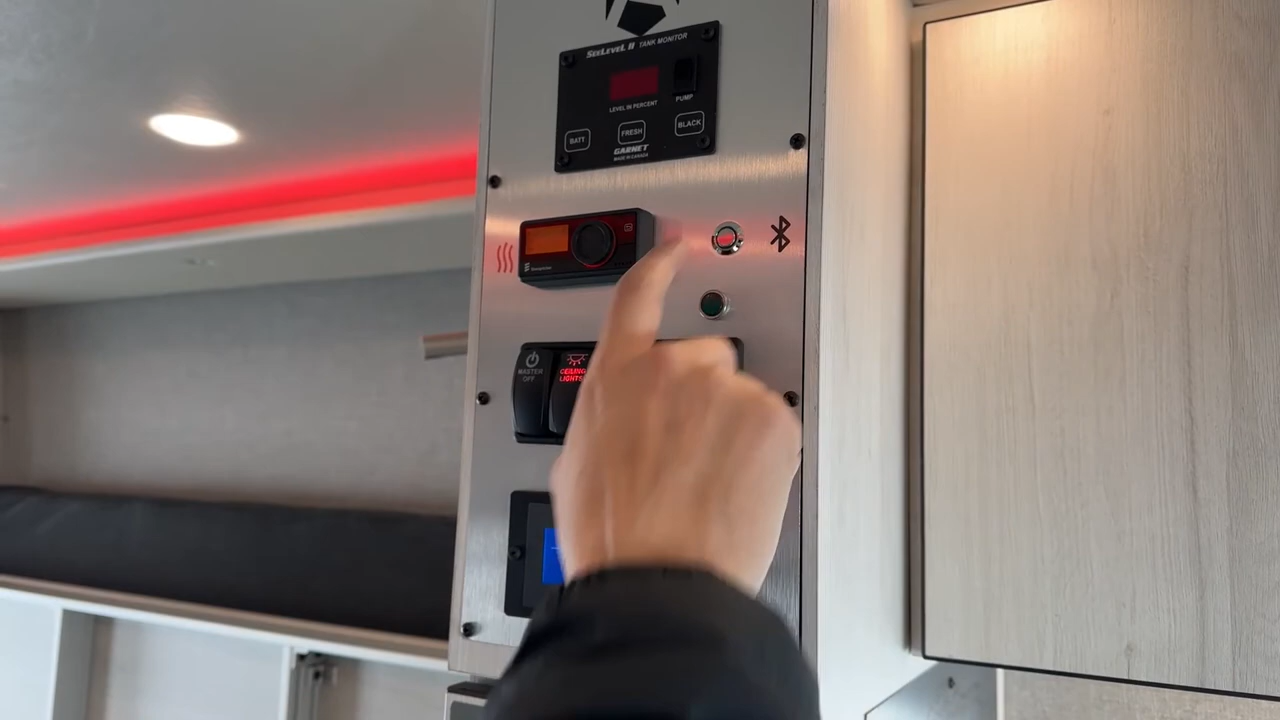 SEELEVEL II TANK MONITOR
LEVEL IN PERCENT
PUMP
BATT
FRESH
BLACK
GARNET
MADE IN CANADA
MASTER
OFF
CEILING
LIGHTS